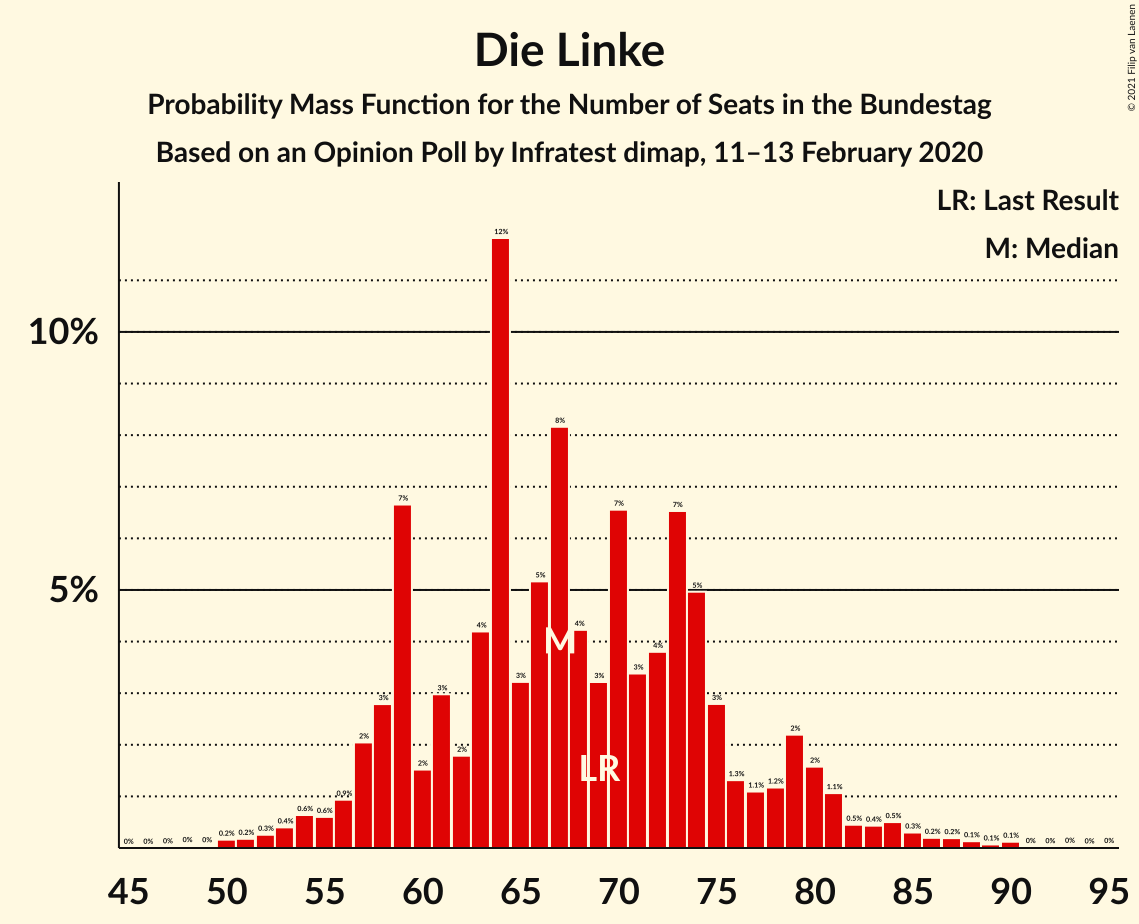 Die Linke
Probability Mass Function for the Number of Seats in the Bundestag
Based on an Opinion Poll by Infratest dimap, 11–13 February 2020
© 2021 Filip van Laenen
LR: Last Result
M: Median
10%
5%
0% 0% 0% 0% 0% 0.2% 0.2% 0.3% 0.4% 0.6% 0.6% 0.9% 2% 3% 7% 2% 3% 2% 4% 12% 3% 5% 8% 4% 3% 7% 3% 4% 7% 5% 3% 1.3% 1.1% 1.2% 2% 2% 1.1% 0.5% 0.4% 0.5% 0.3% 0.2% 0.2% 0.1% 0.1% 0.1% 0% 0% 0% 0% 0%
M
LR
45 50 55 60 65 70 75 80 85 90 95